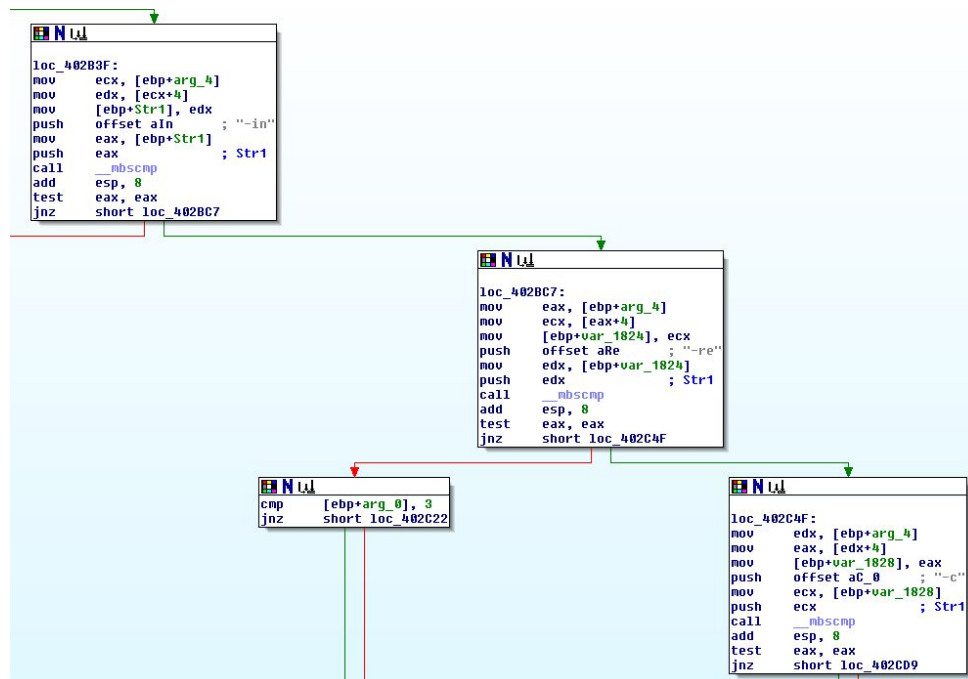 loc_402B3F:
mov ecx, [ebp+arg_4]
mov edx, [ecx+4]
mov [ebp+Str1], edx
push offset aIn ; "-in"
mov eax, [ebp+Str1]
push eax ; Str1
call __mbscmp
add esp, 8
test eax, eax
jnz short loc_402BC7
loc_402BC7:
mov eax, [ebp+arg_4]
mov ecx, [eax+4]
mov [ebp+var_1824], ecx
push offset aRe ; "-re"
mov edx, [ebp+var_1824]
push edx ; Str1
call __mbscmp
add esp, 8
test eax, eax
jnz short loc_402C4F
cmp [ebp+arg_0], 3
jnz short loc_402C22
loc_402C4F:
mov edx, [ebp+arg_4]
mov eax, [edx+4]
mov [ebp+var_1828], eax
push offset aC_0 ; "-c"
mov ecx, [ebp+var_1828]
push ecx ; Str1
call __mbscmp
add esp, 8
test eax, eax
jnz short loc_402CD9